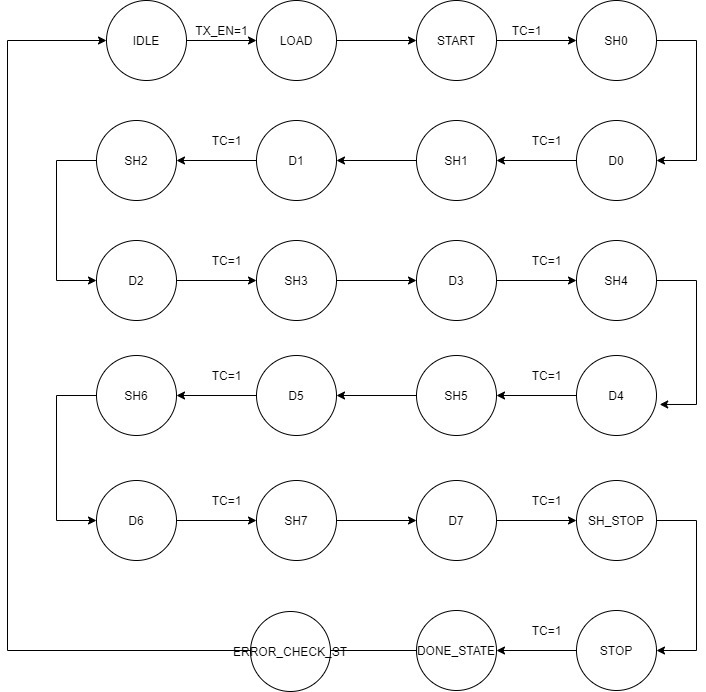 IDLE
TX_EN=1
LOAD
START
TC=1
SH0
SH2
TC=1
D1
SH1
TC=1
D0
D2
TC=1
SH3
D3
TC=1
SH4
SH6
TC=1
D5
SH5
TC=1
D4
D6
TC=1
SH7
D7
TC=1
SH_STOP
ERROR_CHECK_ST
DONE_STATE
TC=1
STOP